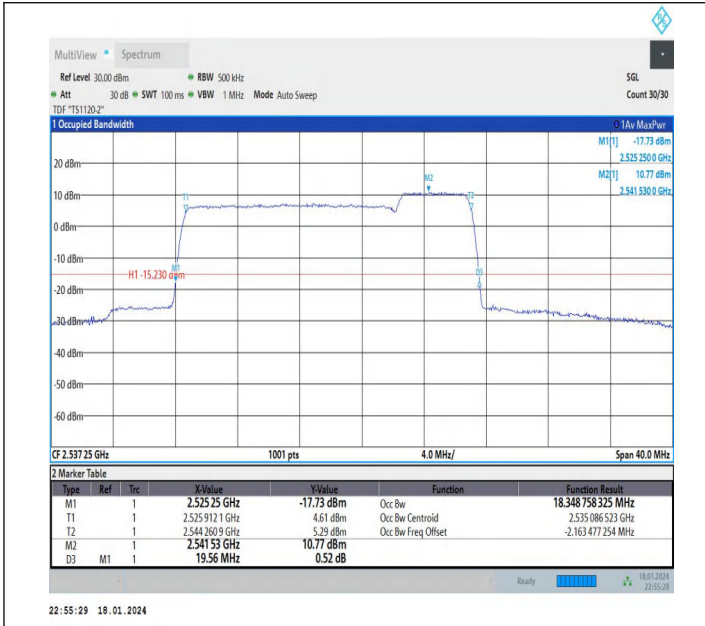 MultiView Spectrum
Ref Level 30.00 dBm RBW 500 kHz SGL
Att 30 dB SWT 100 ms VBW 1 MHz Mode Auto Sweep Count 30/30
TDF "TS1120-2"
1 Occupied Bandwidth 1Av MaxPwr
M1[1] -17.73 dBm
2.525 250 0 GHz
M2[1] 10.77 dBm
2.541 530 0 GHz
20 dBm
M2
T1
T2
10 dBm
0 dBm
-10 dBm
M1
D3
H1 -15.230 dBm
-20 dBm
-30 dBm
-40 dBm
-50 dBm
-60 dBm
CF 2.537 25 GHz 1001 pts 4.0 MHz/ Span 40.0 MHz
2 Marker Table
Type Ref Trc X-Value Y-Value Function Function Result
M1 1 2.525 25 GHz -17.73 dBm Occ Bw 18.348 758 325 MHz
T1 1 2.525 912 1 GHz 4.61 dBm Occ Bw Centroid 2.535 086 523 GHz
T2 1 2.544 260 9 GHz 5.29 dBm Occ Bw Freq Offset -2.163 477 254 MHz
M2 1 2.541 53 GHz 10.77 dBm
D3 M1 1 19.56 MHz 0.52 dB
Ready 18.01.2024
22:55:28
22:55:29 18.01.2024